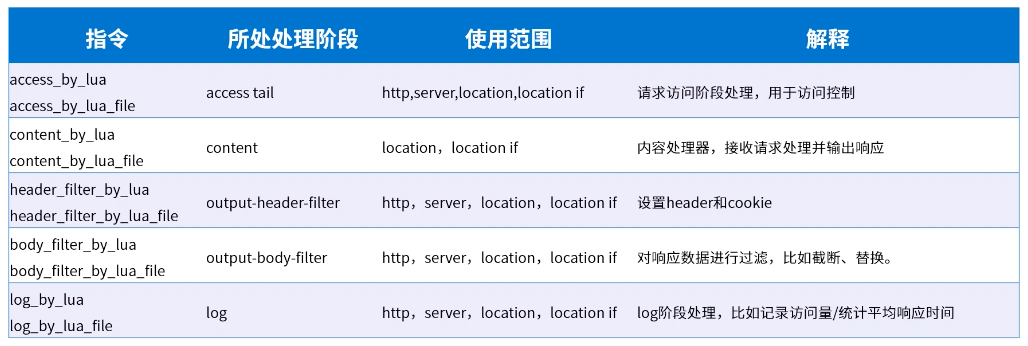 指令 所处处理阶段 使用范围 解释
access_by_lua
access_by_lua_file
access tail
http,server,location,location if
请求访问阶段处理，用于访问控制
content_by_lua
content_by_lua_file
content
location，location if
内容处理器，接收请求处理并输出响应
header_filter_by_lua
header_filter_by_lua_file
output-header-filter
http，server，location，location if
设置header和cookie
body_filter_by_lua
body_filter_by_lua_file
output-body-filter
http，server，location，location if
对响应数据进行过滤，比如截断、替换。
log_by_lua
log_by_lua_file
log
http，server，location，location if
log阶段处理，比如记录访问量/统计平均响应时间